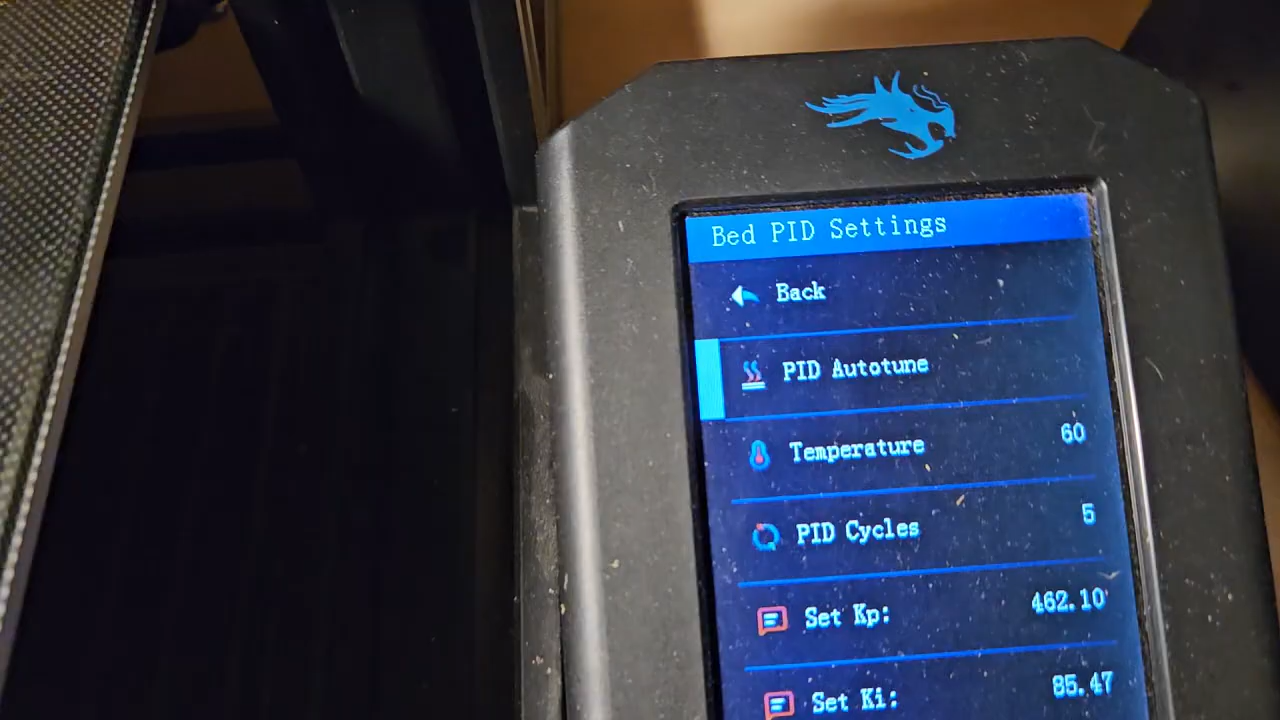 Bed PID Settings
Back
PID Autotune
Temperature 60
PID Cycles 5
Set Kp: 462.10
Set Ki: 85.47